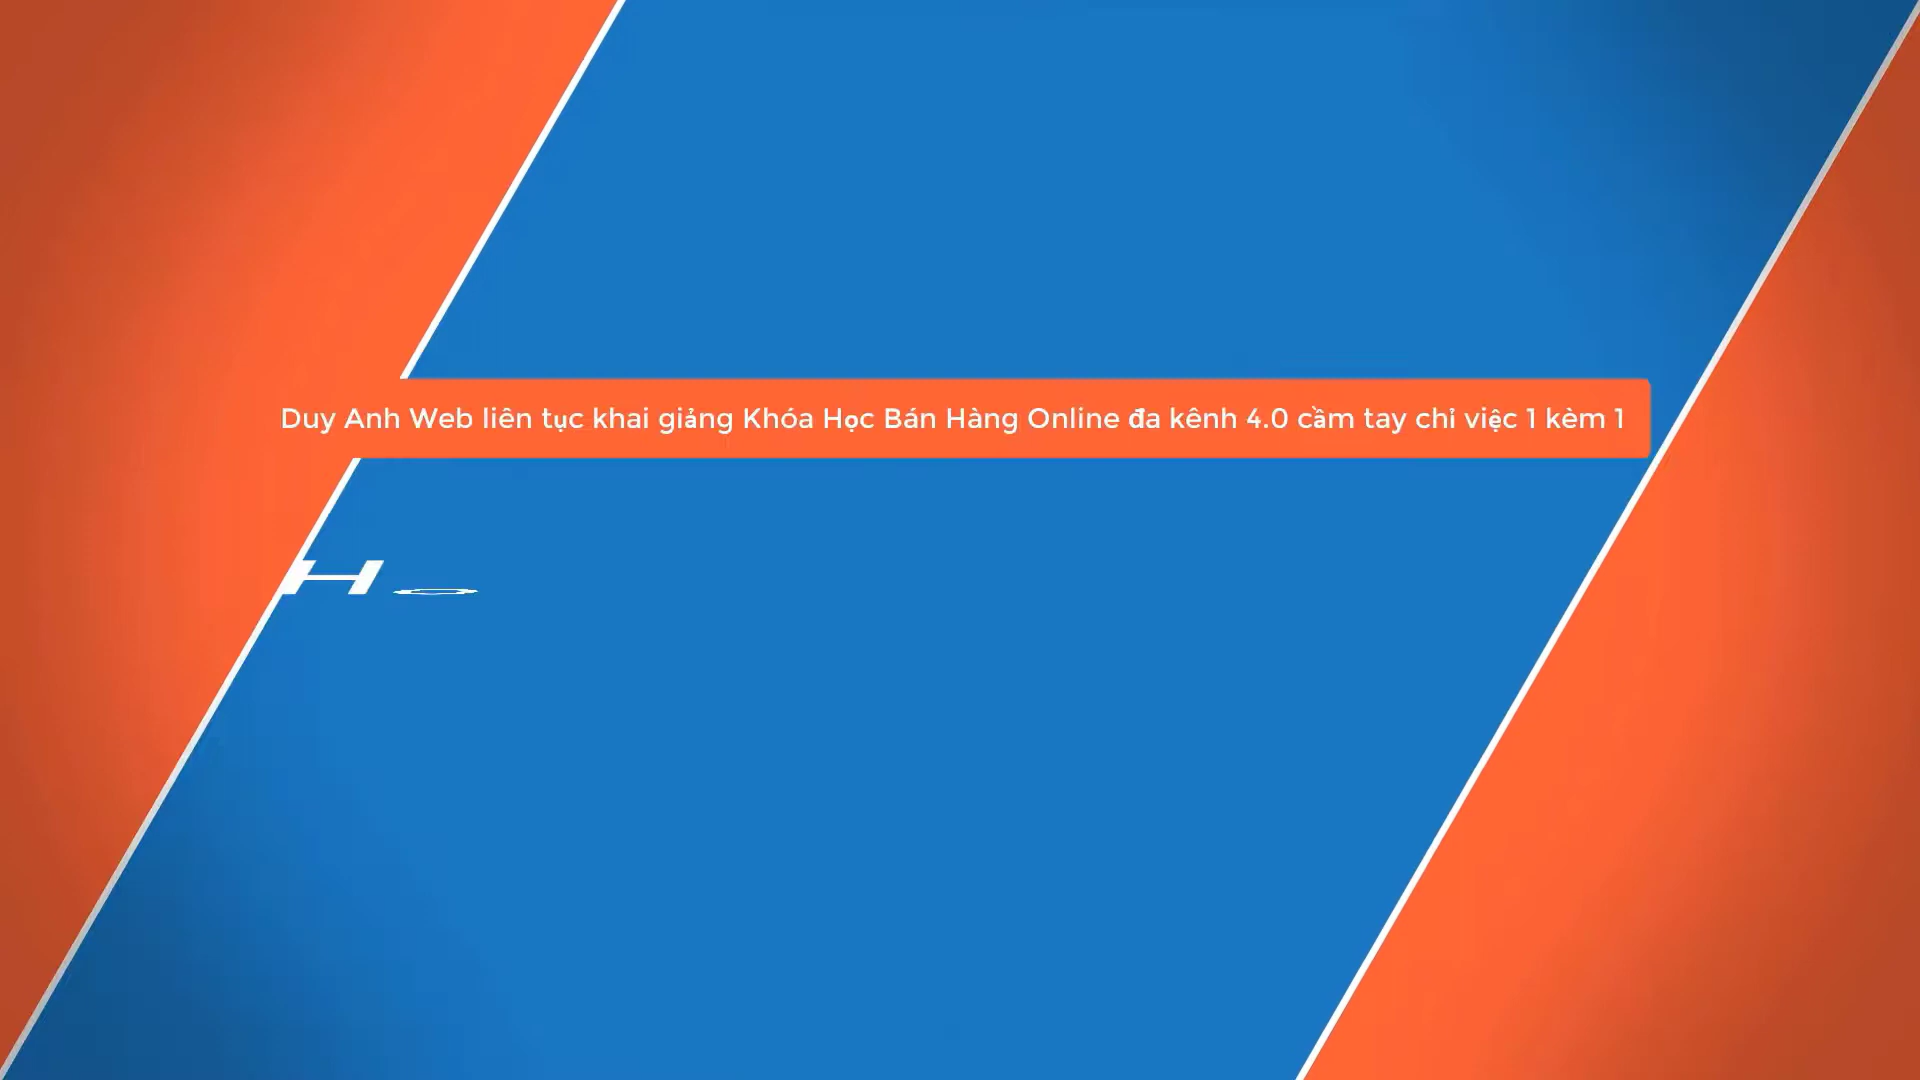 Duy Anh Web liên tục khai giảng Khóa Học Bán Hàng Online đa kênh 4.0 cầm tay chỉ việc 1 kèm 1